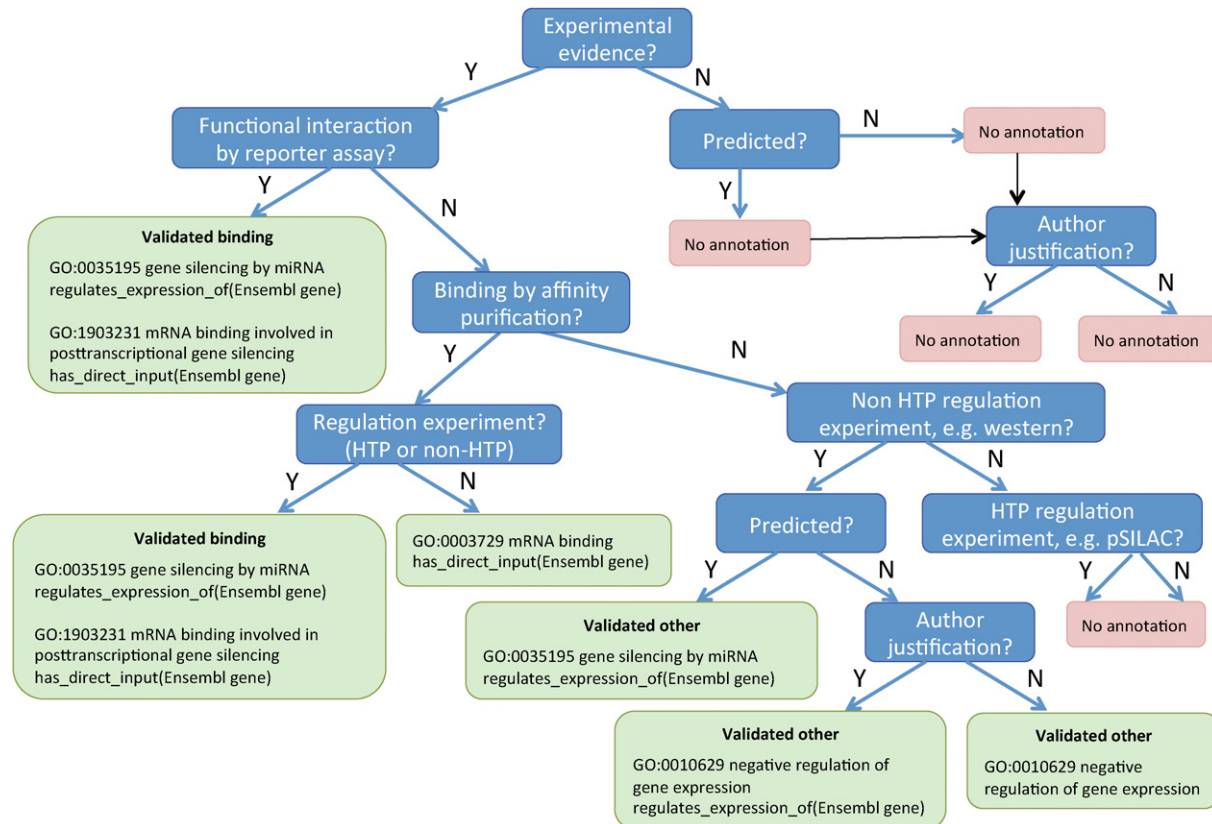 Experimental
evidence?
Y
N
Functional interaction
by reporter assay?
Predicted?
N
No annotation
Y
N
Y
Validated binding
GO:0035195 gene silencing by miRNA
regulates_expression_of(Ensembl gene)
GO:1903231 mRNA binding involved in
posttranscriptional gene silencing
has_direct_input(Ensembl gene)
No annotation
Author
justification?
Y
N
No annotation
No annotation
Binding by affinity
purification?
Y
N
Regulation experiment?
(HTP or non-HTP)
Non HTP regulation
experiment, e.g. western?
Y
N
Y
N
Validated binding
GO:0035195 gene silencing by miRNA
regulates_expression_of(Ensembl gene)
GO:1903231 mRNA binding involved in
posttranscriptional gene silencing
has_direct_input(Ensembl gene)
GO:0003729 mRNA binding
has_direct_input(Ensembl gene)
Predicted?
HTP regulation
experiment, e.g. pSILAC?
Y
N
Y
N
No annotation
Validated other
GO:0035195 gene silencing by miRNA
regulates_expression_of(Ensembl gene)
Author
justification?
Y
N
Validated other
GO:0010629 negative regulation of
gene expression
regulates_expression_of(Ensembl gene)
Validated other
GO:0010629 negative
regulation of gene expression